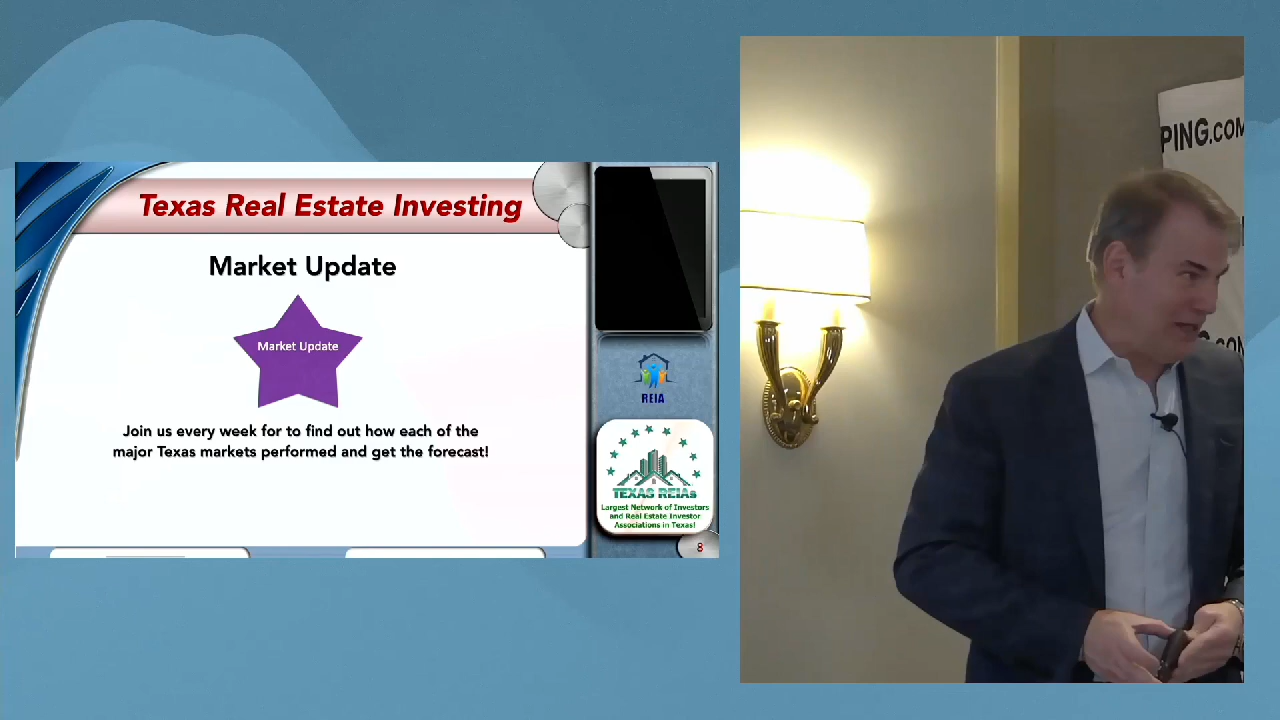 Texas Real Estate Investing
Market Update
Market Update
Join us every week for to find out how each of the
major Texas markets performed and get the forecast!
REIA
TEXAS REIAs
Largest Network of Investors
and Real Estate Investor
Associations in Texas!
8
PING.COM
.COM